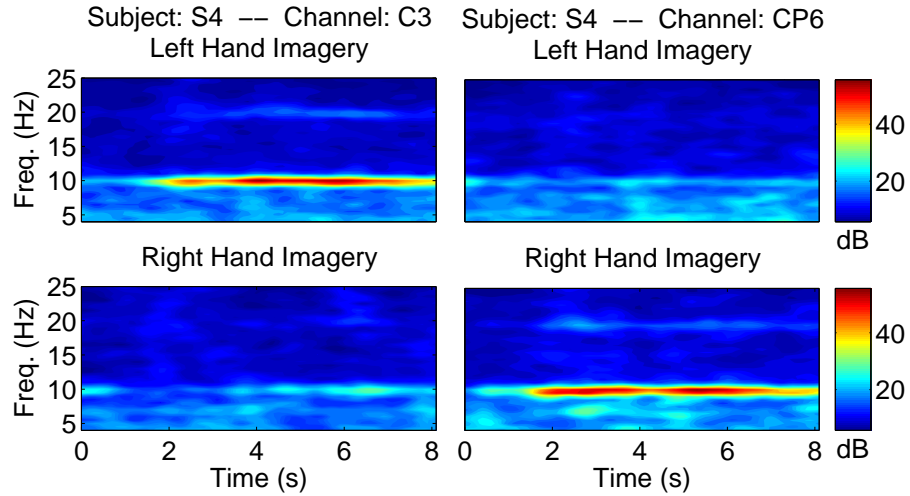 Subject: S4 -- Channel: C3
Subject: S4 -- Channel: CP6
Left Hand Imagery
Left Hand Imagery
25
20
15
10
5
Freq. (Hz)
40
20
dB
Right Hand Imagery
Right Hand Imagery
25
20
15
10
5
Freq. (Hz)
0 2 4 6 8
0 2 4 6 8
40
20
dB
Time (s)
Time (s)